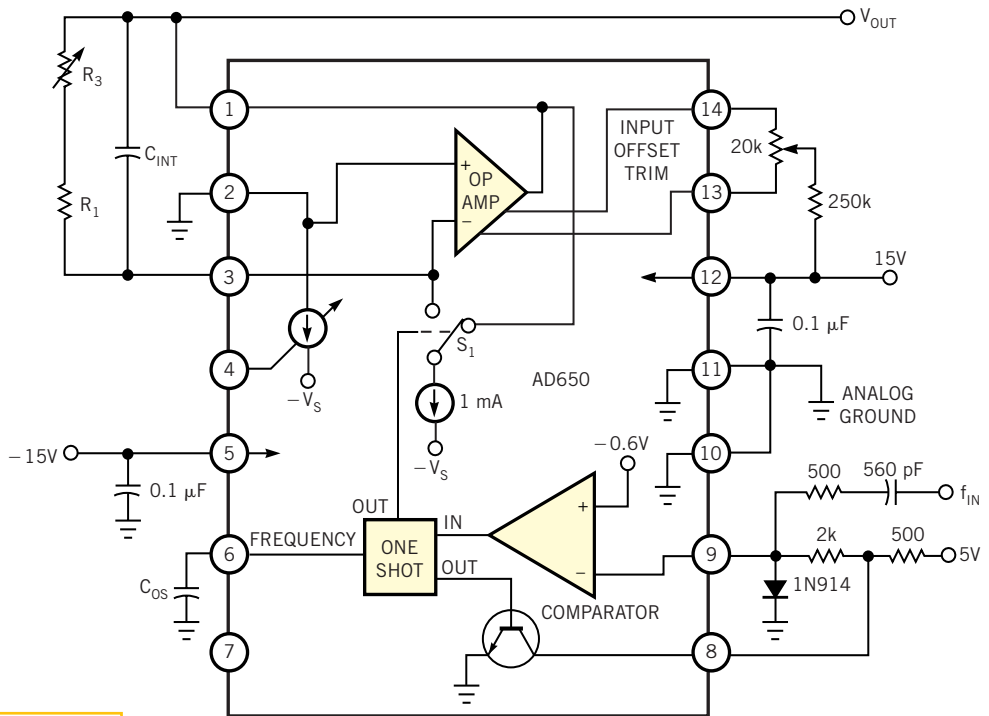 V_OUT
R_3
R_1
C_INT
1
2
3
4
5
6
7
14
13
12
11
10
9
8
INPUT
OFFSET
TRIM
+
OP
AMP
−
20k
250k
15V
0.1 µF
ANALOG
GROUND
S_1
AD650
1 mA
−V_S
−V_S
−15V
0.1 µF
−0.6V
500
560 pF
f_IN
2k
500
5V
1N914
OUT
IN
FREQUENCY
ONE
SHOT
OUT
+
−
COMPARATOR
C_OS